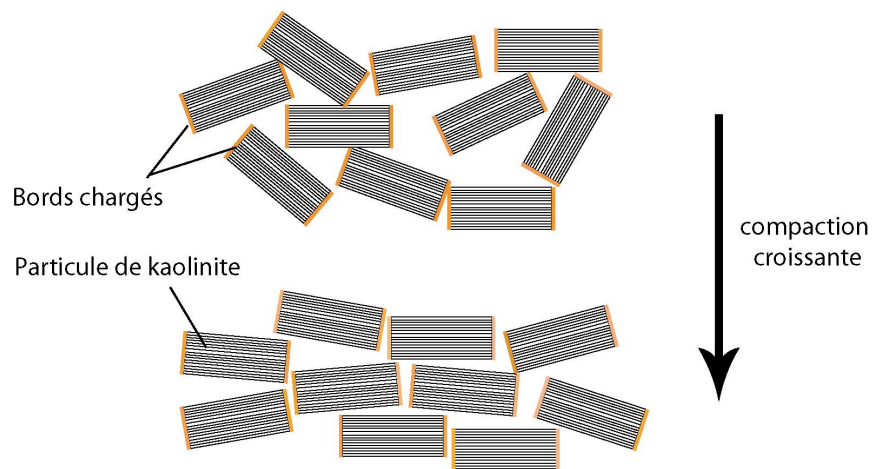 Bords chargés
Particule de kaolinite
compaction
croissante